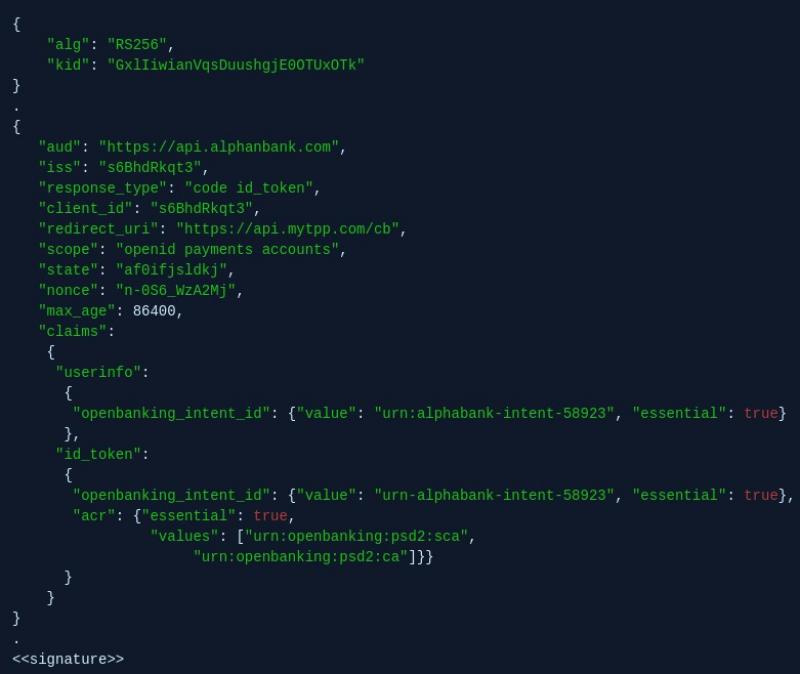 {
    "alg": "RS256",
    "kid": "GxlIiwianVqsDuushgjE0OTUxOTk"
}
.
{
   "aud": "https://api.alphanbank.com",
   "iss": "s6BhdRkqt3",
   "response_type": "code id_token",
   "client_id": "s6BhdRkqt3",
   "redirect_uri": "https://api.mytpp.com/cb",
   "scope": "openid payments accounts",
   "state": "af0ifjsldkj",
   "nonce": "n-0S6_WzA2Mj",
   "max_age": 86400,
   "claims":
    {
     "userinfo":
      {
       "openbanking_intent_id": {"value": "urn:alphabank-intent-58923", "essential": true}
      },
     "id_token":
      {
       "openbanking_intent_id": {"value": "urn-alphabank-intent-58923", "essential": true},
       "acr": {"essential": true,
                "values": ["urn:openbanking:psd2:sca",
                     "urn:openbanking:psd2:ca"]}}
      }
    }
}
.
<<signature>>